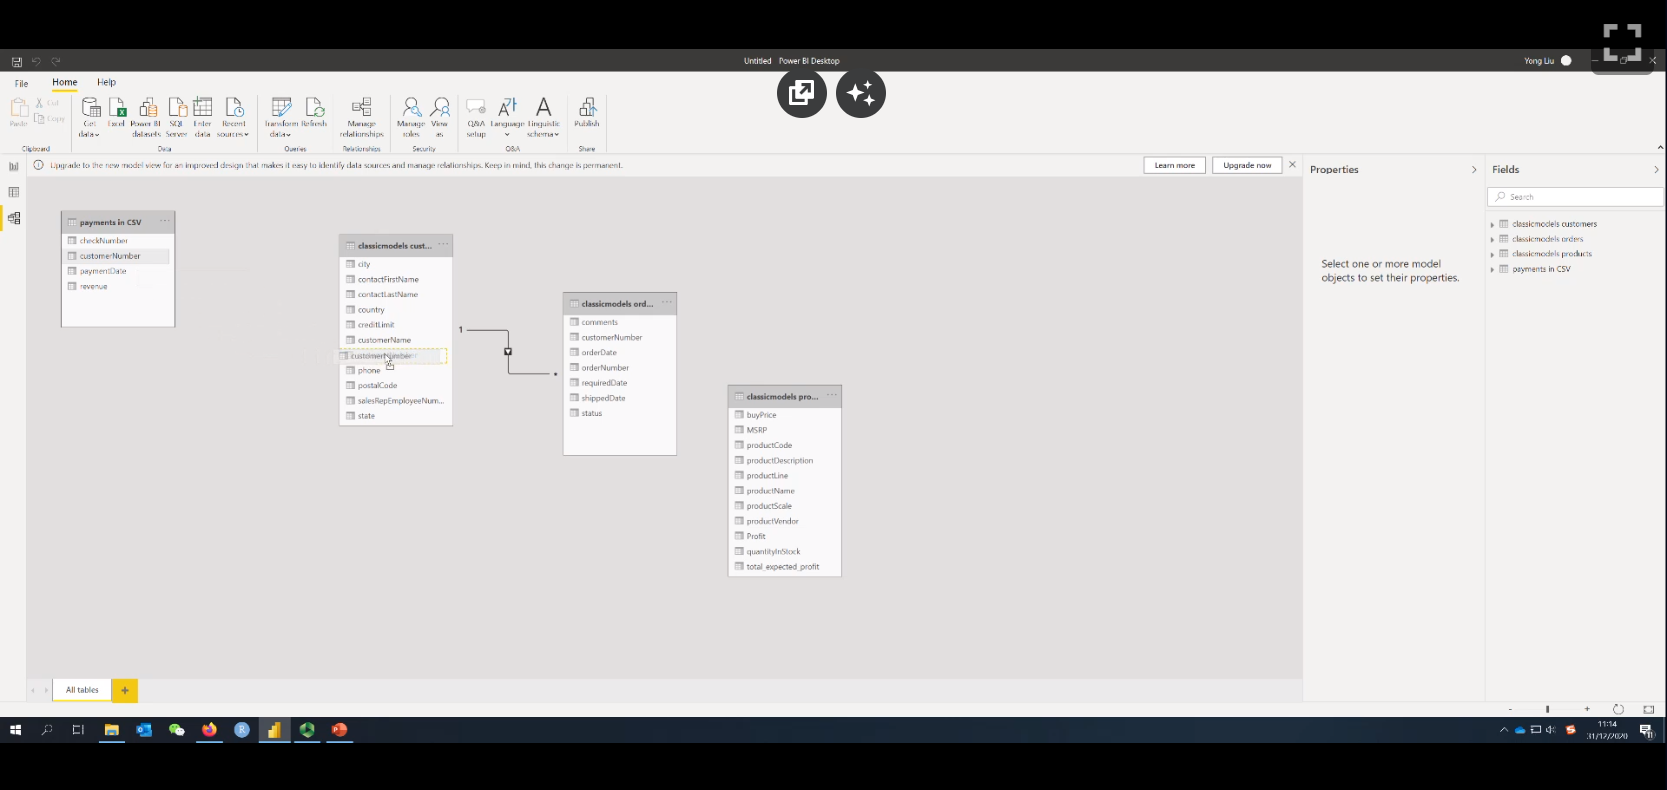 Untitled - Power BI Desktop
Yong Liu
File Home Help
Paste
Cut
Copy
Clipboard
Get data
Excel
Power BI datasets
SQL Server
Enter data
Recent sources
Data
Transform data
Refresh
Queries
Manage relationships
Relationships
Manage roles
View as
Security
Q&A setup
Language
Linguistic schema
Q&A
Publish
Share
Upgrade to the new model view for an improved design that makes it easy to identify data sources and manage relationships. Keep in mind, this change is permanent.
Learn more
Upgrade now
payments in CSV
checkNumber
customerNumber
paymentDate
revenue
classicmodels cust...
city
contactFirstName
contactLastName
country
creditLimit
customerName
customerNumber
phone
postalCode
salesRepEmployeeNum...
state
1
*
classicmodels ord...
comments
customerNumber
orderDate
orderNumber
requiredDate
shippedDate
status
classicmodels pro...
buyPrice
MSRP
productCode
productDescription
productLine
productName
productScale
productVendor
Profit
quantityInStock
total_expected_profit
Properties
Select one or more model
objects to set their properties.
Fields
Search
classicmodels customers
classicmodels orders
classicmodels products
payments in CSV
All tables
11:14
31/12/2020